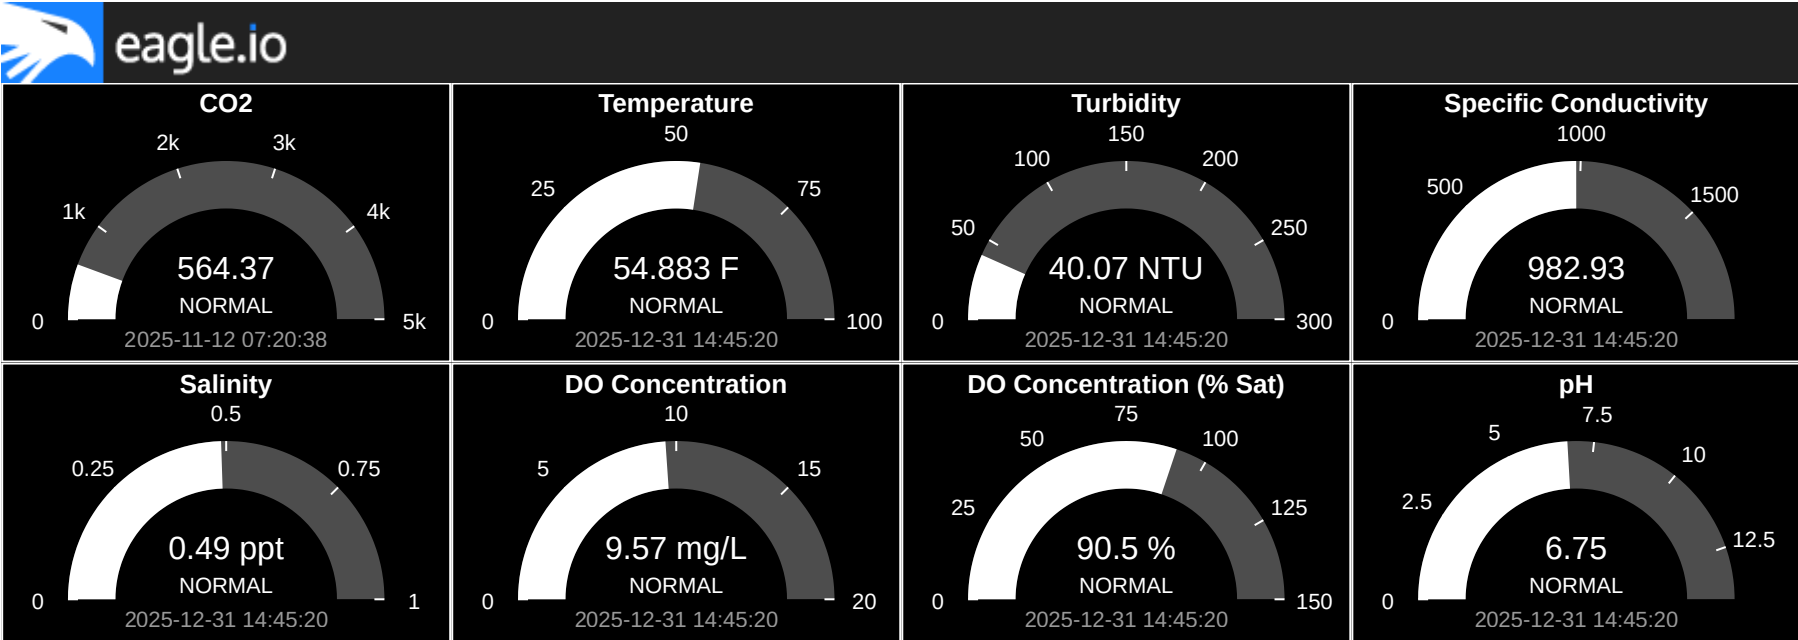 eagle.io
CO2
0
1k
2k
3k
4k
5k
564.37
NORMAL
2025-11-12 07:20:38
Temperature
0
25
50
75
100
54.883 F
NORMAL
2025-12-31 14:45:20
Turbidity
0
50
100
150
200
250
300
40.07 NTU
NORMAL
2025-12-31 14:45:20
Specific Conductivity
0
500
1000
1500
982.93
NORMAL
2025-12-31 14:45:20
Salinity
0
0.25
0.5
0.75
1
0.49 ppt
NORMAL
2025-12-31 14:45:20
DO Concentration
0
5
10
15
20
9.57 mg/L
NORMAL
2025-12-31 14:45:20
DO Concentration (% Sat)
0
25
50
75
100
125
150
90.5 %
NORMAL
2025-12-31 14:45:20
pH
0
2.5
5
7.5
10
12.5
6.75
NORMAL
2025-12-31 14:45:20